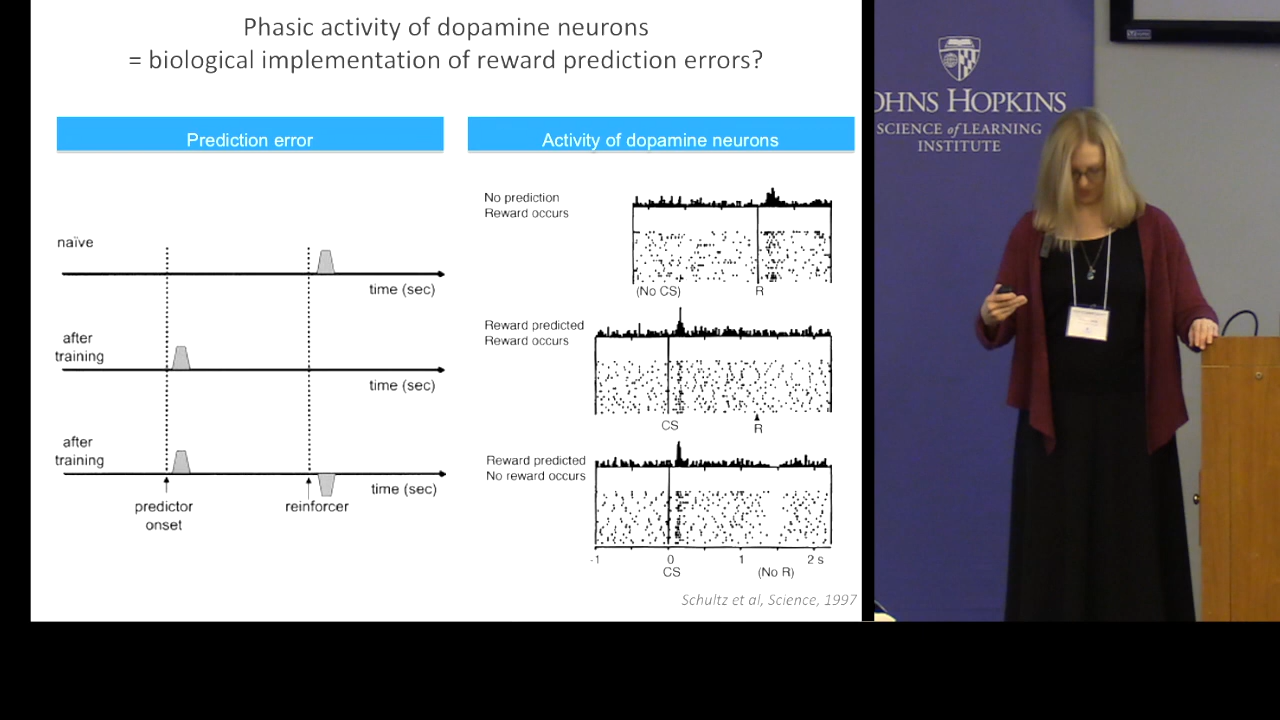 Phasic activity of dopamine neurons
= biological implementation of reward prediction errors?
Prediction error
naïve
time (sec)
after
training
time (sec)
after
training
time (sec)
predictor
onset
reinforcer
Activity of dopamine neurons
No prediction
Reward occurs
(No CS)
R
Reward predicted
Reward occurs
CS
R
Reward predicted
No reward occurs
-1 0 1 2 s
CS (No R)
Schultz et al, Science, 1997
OHNS HOPKINS
SCIENCE of LEARNING
INSTITUTE